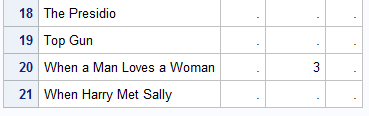 18 The Presidio . . .
19 Top Gun . . .
20 When a Man Loves a Woman . 3 .
21 When Harry Met Sally . . .